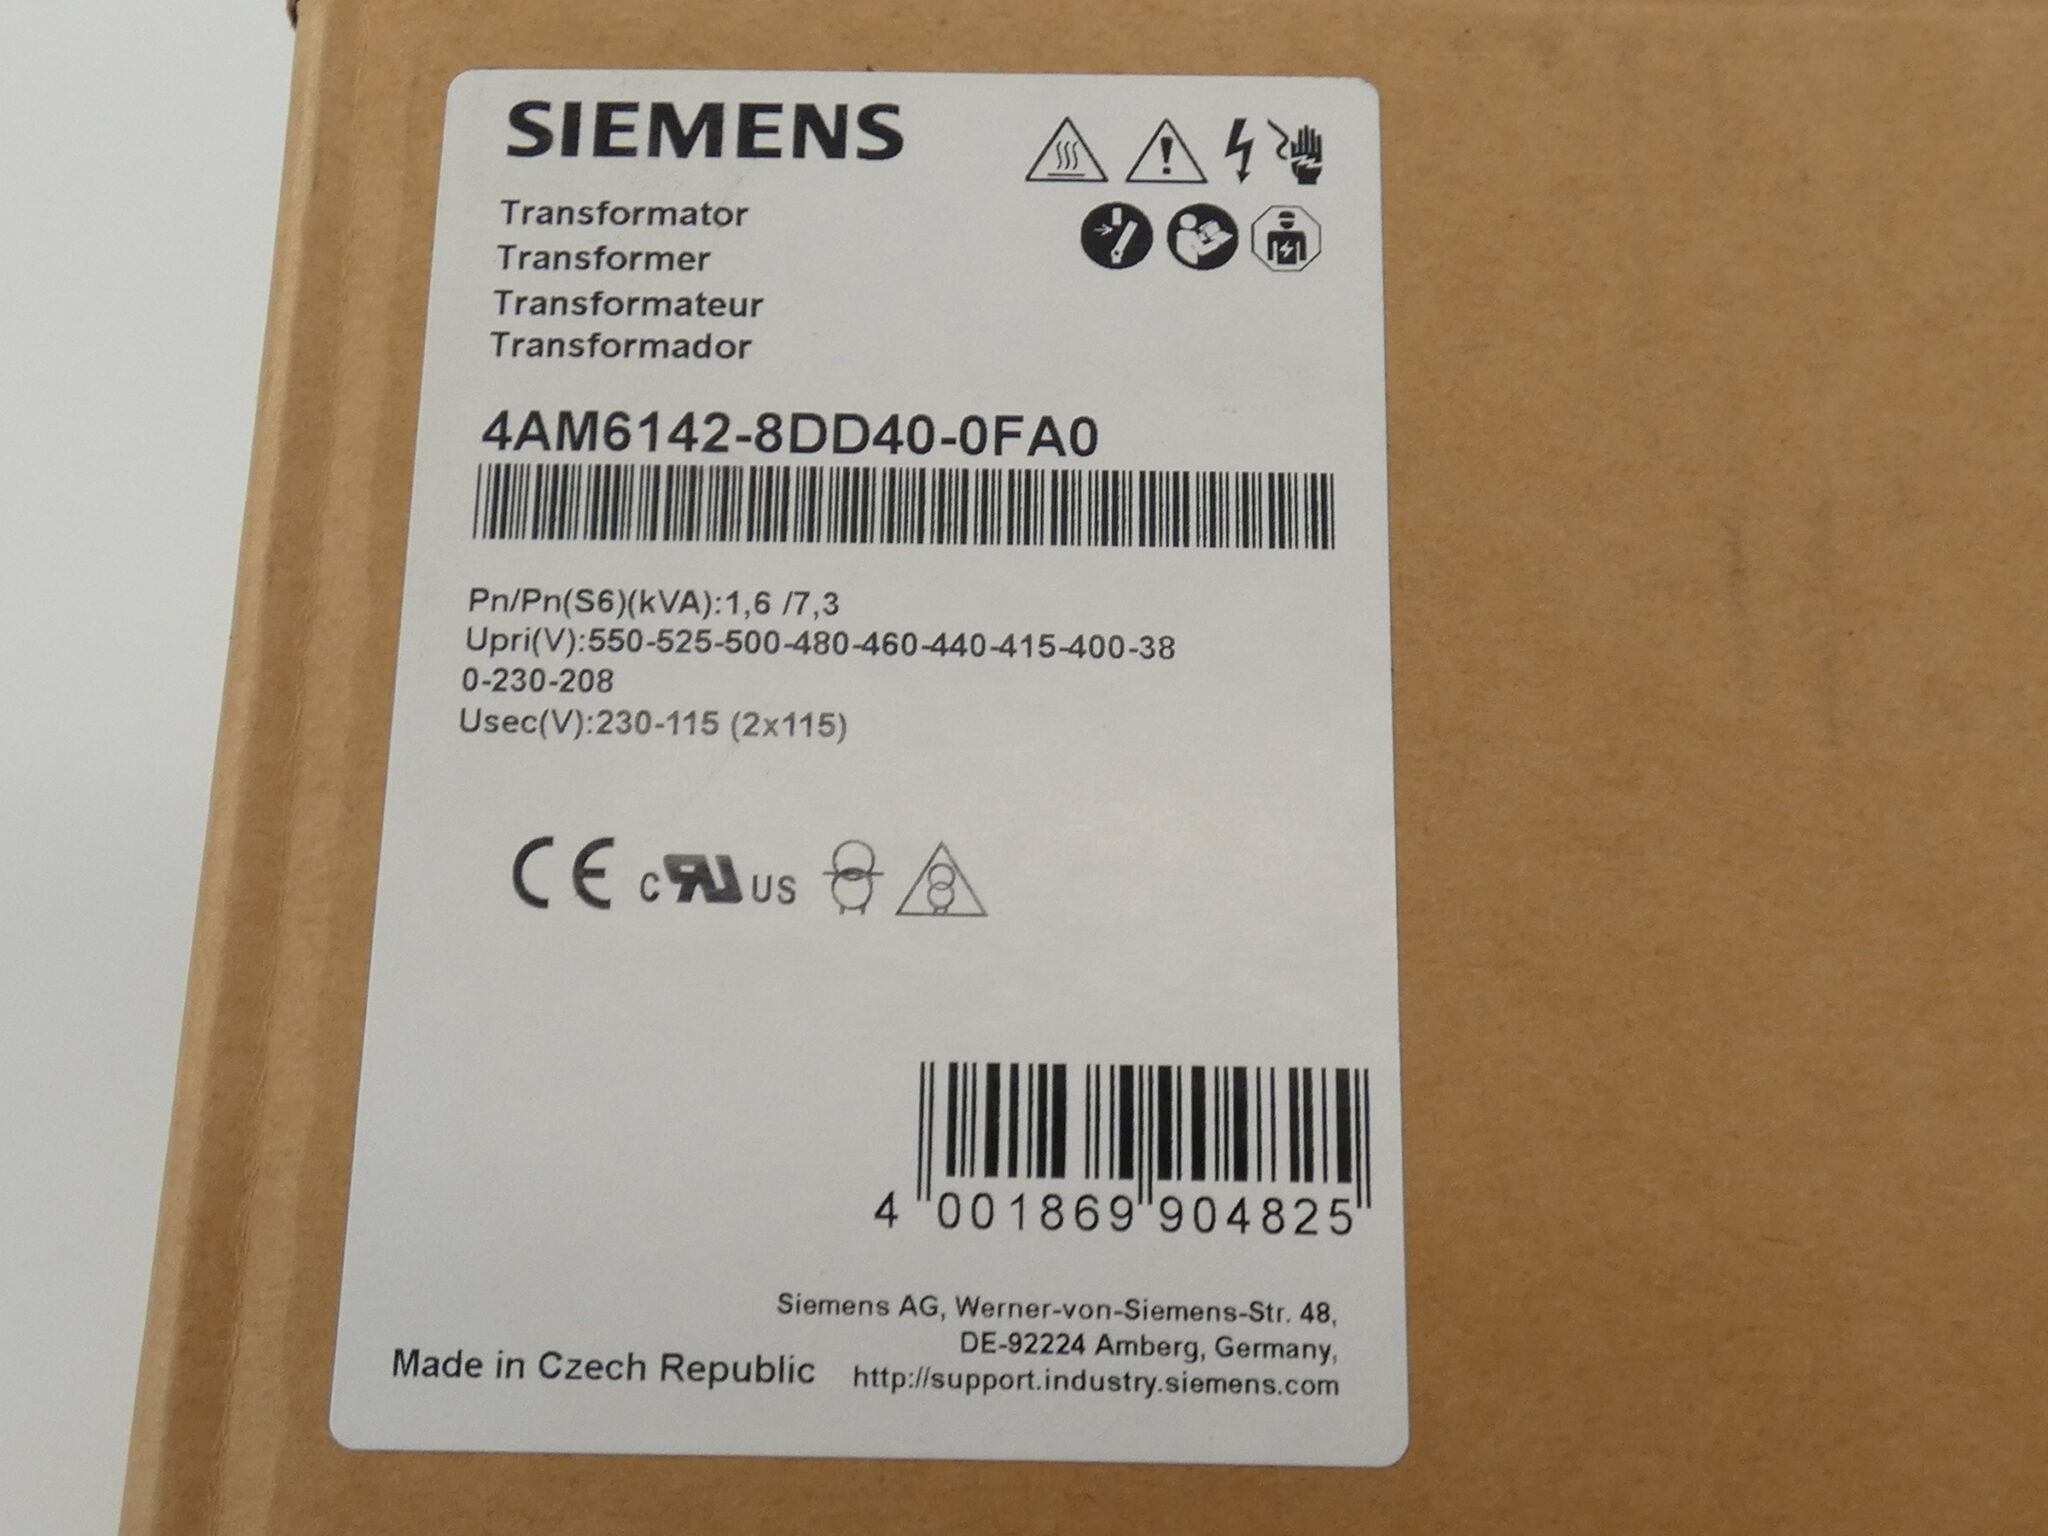 SIEMENS
Transformator
Transformer
Transformateur
Transformador
4AM6142-8DD40-0FA0
Pn/Pn(S6)(kVA):1,6 /7,3
Upri(V):550-525-500-480-460-440-415-400-38
0-230-208
Usec(V):230-115 (2x115)
CE c RU US
4 001869 904825
Siemens AG, Werner-von-Siemens-Str. 48,
DE-92224 Amberg, Germany,
Made in Czech Republic http://support.industry.siemens.com